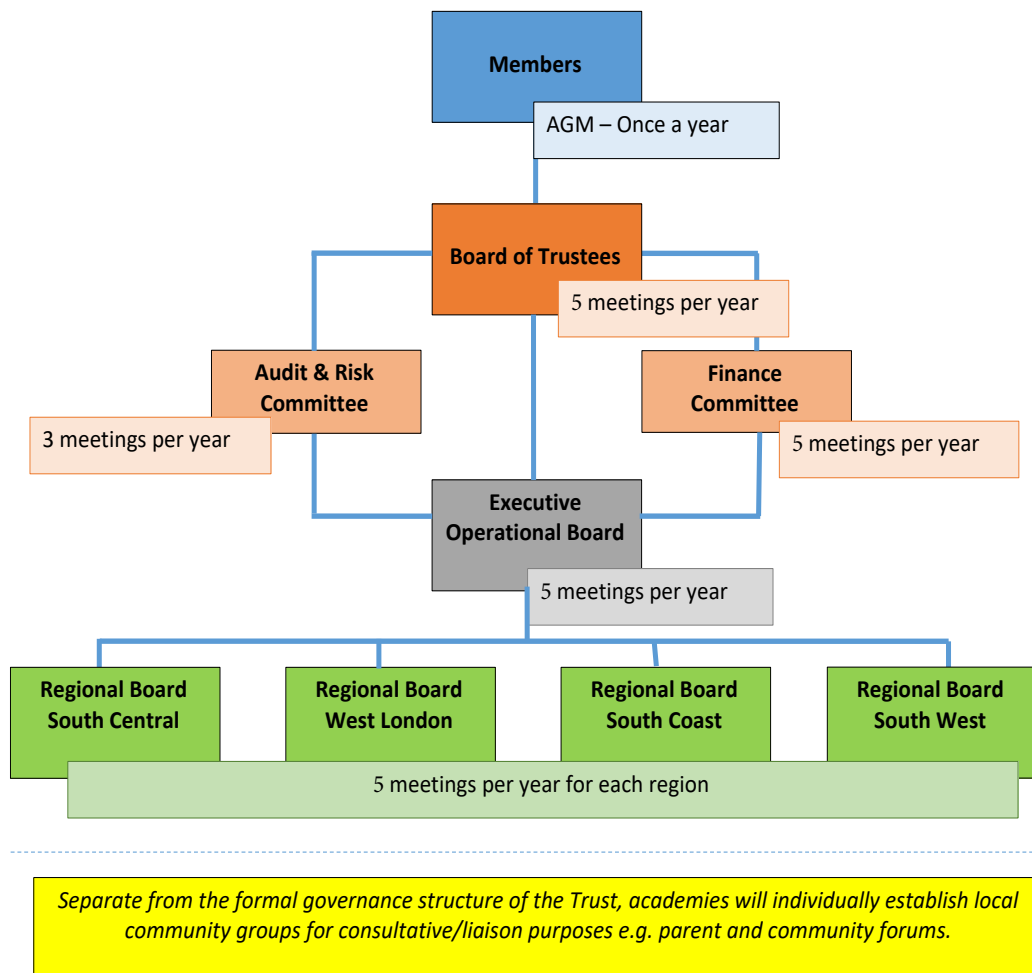 Members
AGM – Once a year
Board of Trustees
5 meetings per year
Audit & Risk
Committee
3 meetings per year
Finance
Committee
5 meetings per year
Executive
Operational Board
5 meetings per year
Regional Board
South Central
Regional Board
West London
Regional Board
South Coast
Regional Board
South West
5 meetings per year for each region
Separate from the formal governance structure of the Trust, academies will individually establish local
community groups for consultative/liaison purposes e.g. parent and community forums.